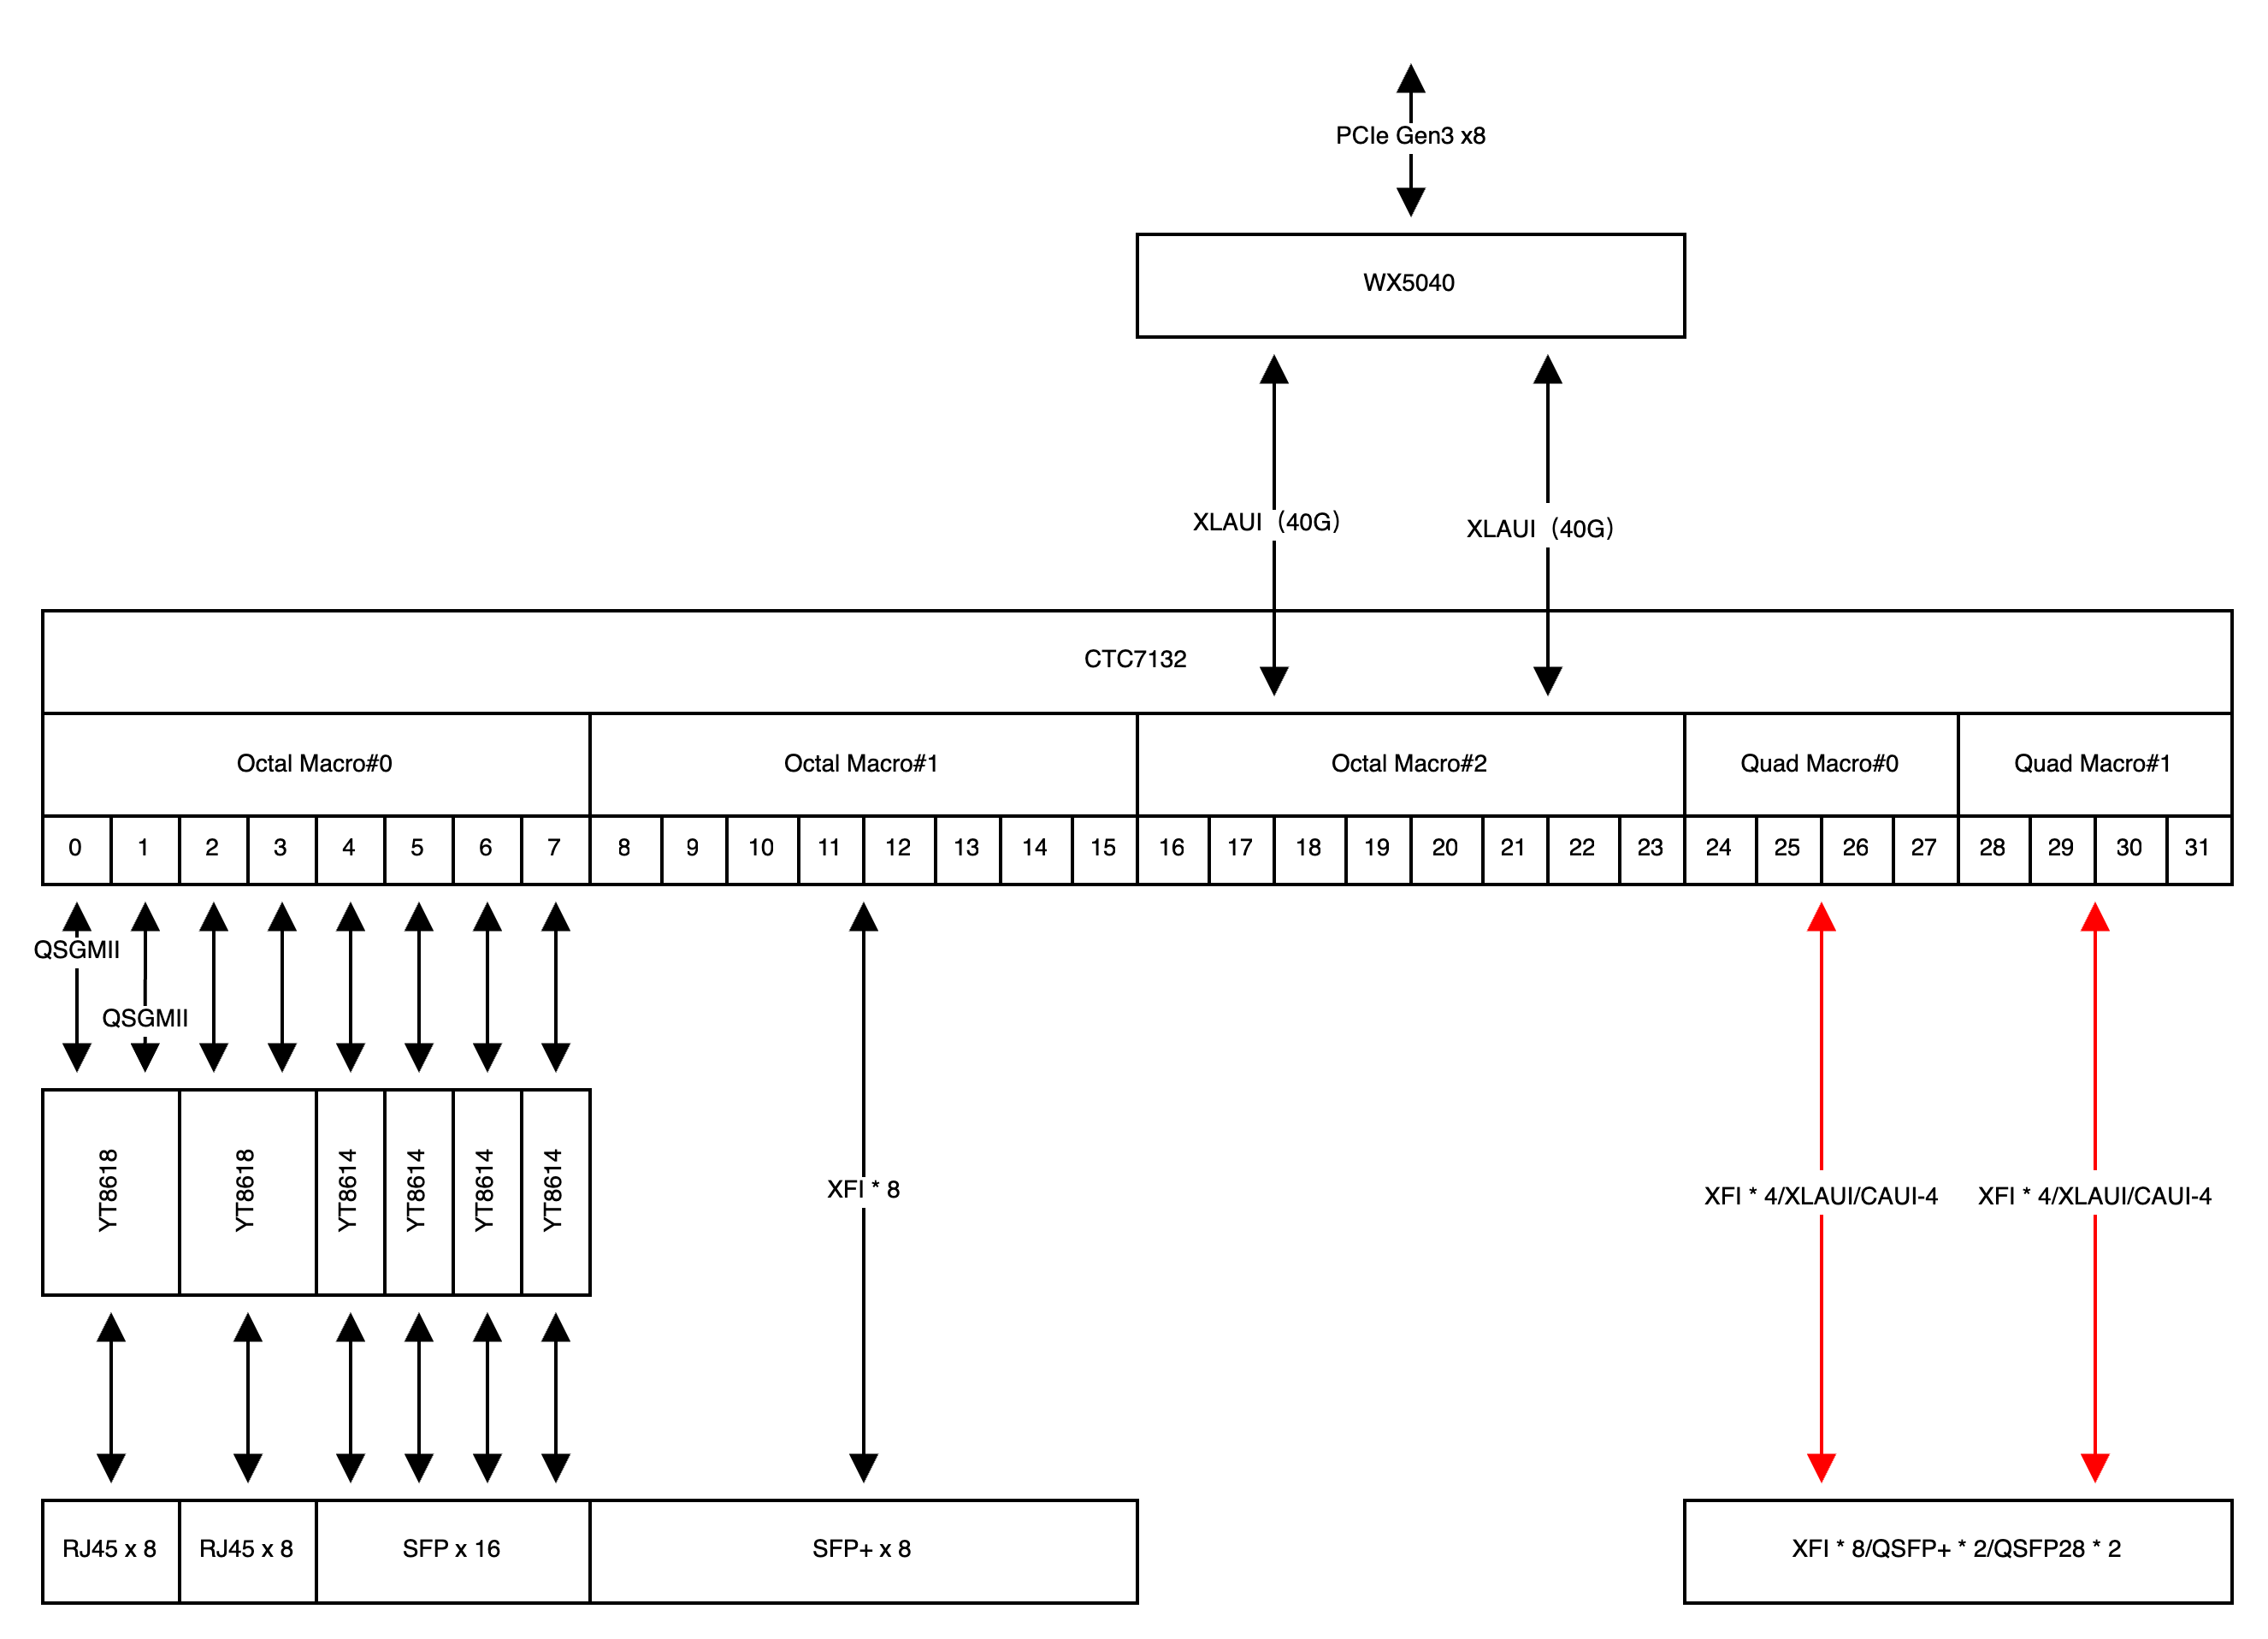 PCIe Gen3 x8
WX5040
XLAUI（40G）
XLAUI（40G）
CTC7132
Octal Macro#0
Octal Macro#1
Octal Macro#2
Quad Macro#0
Quad Macro#1
0
1
2
3
4
5
6
7
8
9
10
11
12
13
14
15
16
17
18
19
20
21
22
23
24
25
26
27
28
29
30
31
QSGMII
QSGMII
YT8618
YT8618
YT8614
YT8614
YT8614
YT8614
XFI * 8
XFI * 4/XLAUI/CAUI-4
XFI * 4/XLAUI/CAUI-4
RJ45 x 8
RJ45 x 8
SFP x 16
SFP+ x 8
XFI * 8/QSFP+ * 2/QSFP28 * 2